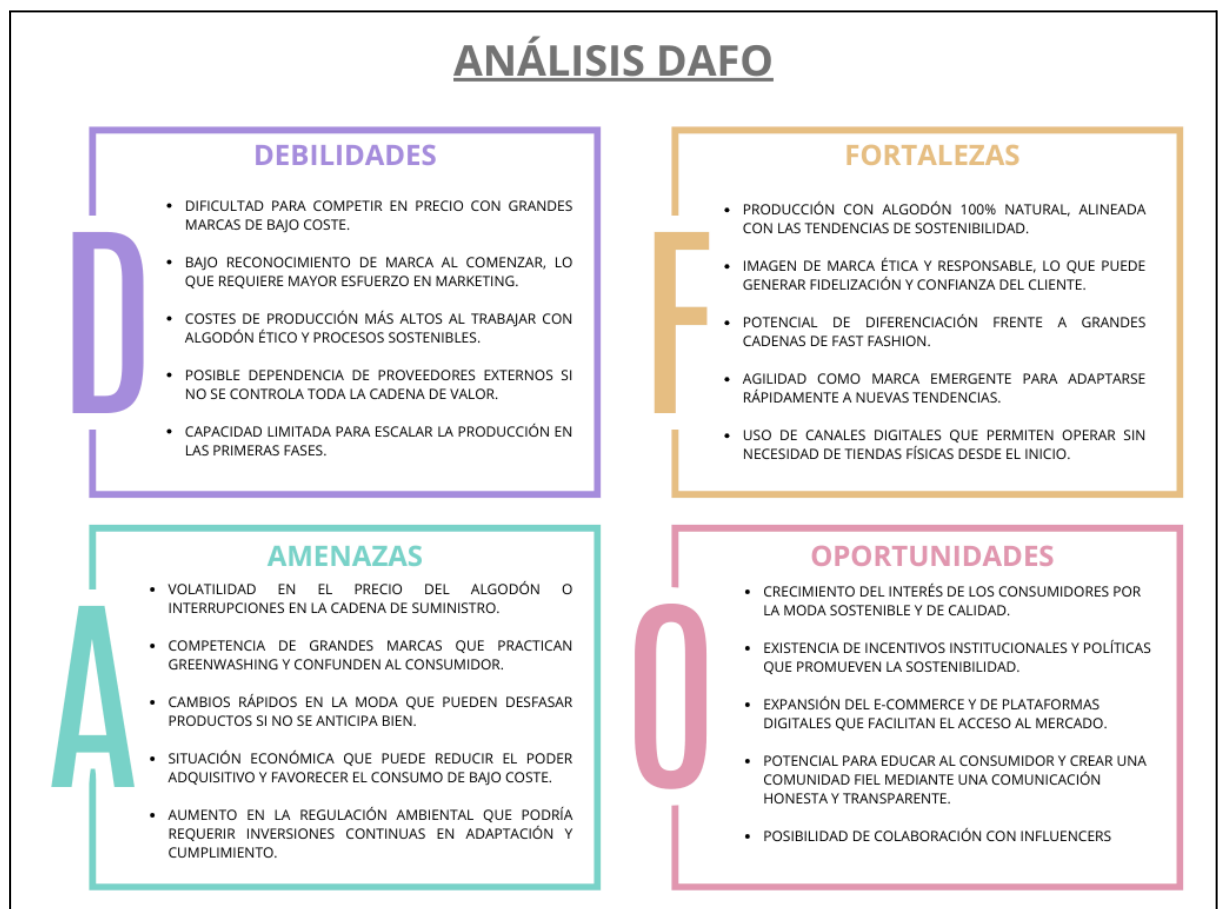 ANÁLISIS DAFO
DEBILIDADES
D
• DIFICULTAD PARA COMPETIR EN PRECIO CON GRANDES
MARCAS DE BAJO COSTE.
• BAJO RECONOCIMIENTO DE MARCA AL COMENZAR, LO
QUE REQUIERE MAYOR ESFUERZO EN MARKETING.
• COSTES DE PRODUCCIÓN MÁS ALTOS AL TRABAJAR CON
ALGODÓN ÉTICO Y PROCESOS SOSTENIBLES.
• POSIBLE DEPENDENCIA DE PROVEEDORES EXTERNOS SI
NO SE CONTROLA TODA LA CADENA DE VALOR.
• CAPACIDAD LIMITADA PARA ESCALAR LA PRODUCCIÓN EN
LAS PRIMERAS FASES.
FORTALEZAS
F
• PRODUCCIÓN CON ALGODÓN 100% NATURAL, ALINEADA
CON LAS TENDENCIAS DE SOSTENIBILIDAD.
• IMAGEN DE MARCA ÉTICA Y RESPONSABLE, LO QUE PUEDE
GENERAR FIDELIZACIÓN Y CONFIANZA DEL CLIENTE.
• POTENCIAL DE DIFERENCIACIÓN FRENTE A GRANDES
CADENAS DE FAST FASHION.
• AGILIDAD COMO MARCA EMERGENTE PARA ADAPTARSE
RÁPIDAMENTE A NUEVAS TENDENCIAS.
• USO DE CANALES DIGITALES QUE PERMITEN OPERAR SIN
NECESIDAD DE TIENDAS FÍSICAS DESDE EL INICIO.
AMENAZAS
A
• VOLATILIDAD EN EL PRECIO DEL ALGODÓN O
INTERRUPCIONES EN LA CADENA DE SUMINISTRO.
• COMPETENCIA DE GRANDES MARCAS QUE PRACTICAN
GREENWASHING Y CONFUNDEN AL CONSUMIDOR.
• CAMBIOS RÁPIDOS EN LA MODA QUE PUEDEN DESFASAR
PRODUCTOS SI NO SE ANTICIPA BIEN.
• SITUACIÓN ECONÓMICA QUE PUEDE REDUCIR EL PODER
ADQUISITIVO Y FAVORECER EL CONSUMO DE BAJO COSTE.
• AUMENTO EN LA REGULACIÓN AMBIENTAL QUE PODRÍA
REQUERIR INVERSIONES CONTINUAS EN ADAPTACIÓN Y
CUMPLIMIENTO.
OPORTUNIDADES
O
• CRECIMIENTO DEL INTERÉS DE LOS CONSUMIDORES POR
LA MODA SOSTENIBLE Y DE CALIDAD.
• EXISTENCIA DE INCENTIVOS INSTITUCIONALES Y POLÍTICAS
QUE PROMUEVEN LA SOSTENIBILIDAD.
• EXPANSIÓN DEL E-COMMERCE Y DE PLATAFORMAS
DIGITALES QUE FACILITAN EL ACCESO AL MERCADO.
• POTENCIAL PARA EDUCAR AL CONSUMIDOR Y CREAR UNA
COMUNIDAD FIEL MEDIANTE UNA COMUNICACIÓN
HONESTA Y TRANSPARENTE.
• POSIBILIDAD DE COLABORACIÓN CON INFLUENCERS